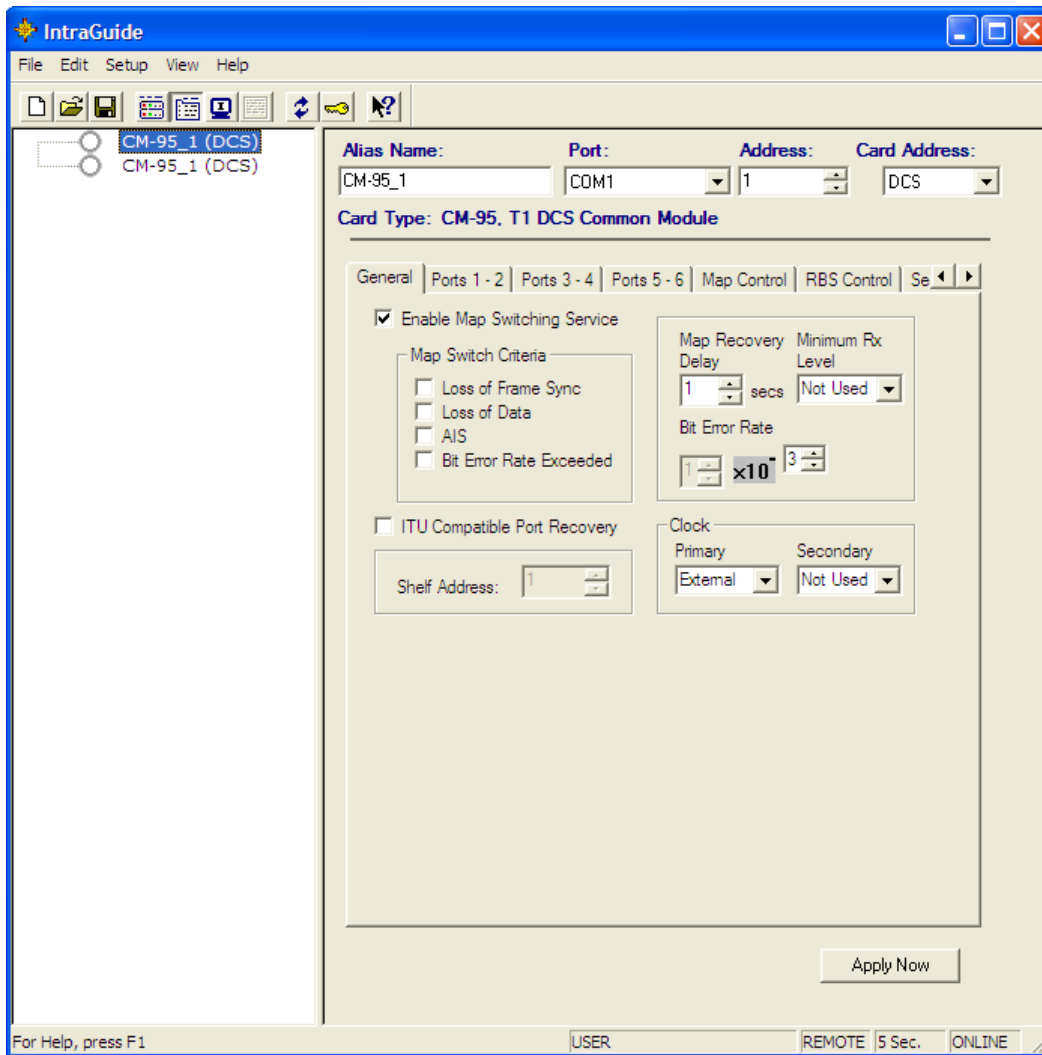 IntraGuide
File Edit Setup View Help
CM-95_1 (DCS)
CM-95_1 (DCS)
Alias Name: Port: Address: Card Address:
CM-95_1 COM1 1 DCS
Card Type: CM-95, T1 DCS Common Module
General Ports 1 - 2 Ports 3 - 4 Ports 5 - 6 Map Control RBS Control Se
Enable Map Switching Service
Map Switch Criteria
Loss of Frame Sync
Loss of Data
AIS
Bit Error Rate Exceeded
Map Recovery Delay
1 secs
Minimum Rx Level
Not Used
Bit Error Rate
1 ×10 - 3
ITU Compatible Port Recovery
Shelf Address: 1
Clock
Primary Secondary
External Not Used
Apply Now
For Help, press F1 USER REMOTE 5 Sec. ONLINE